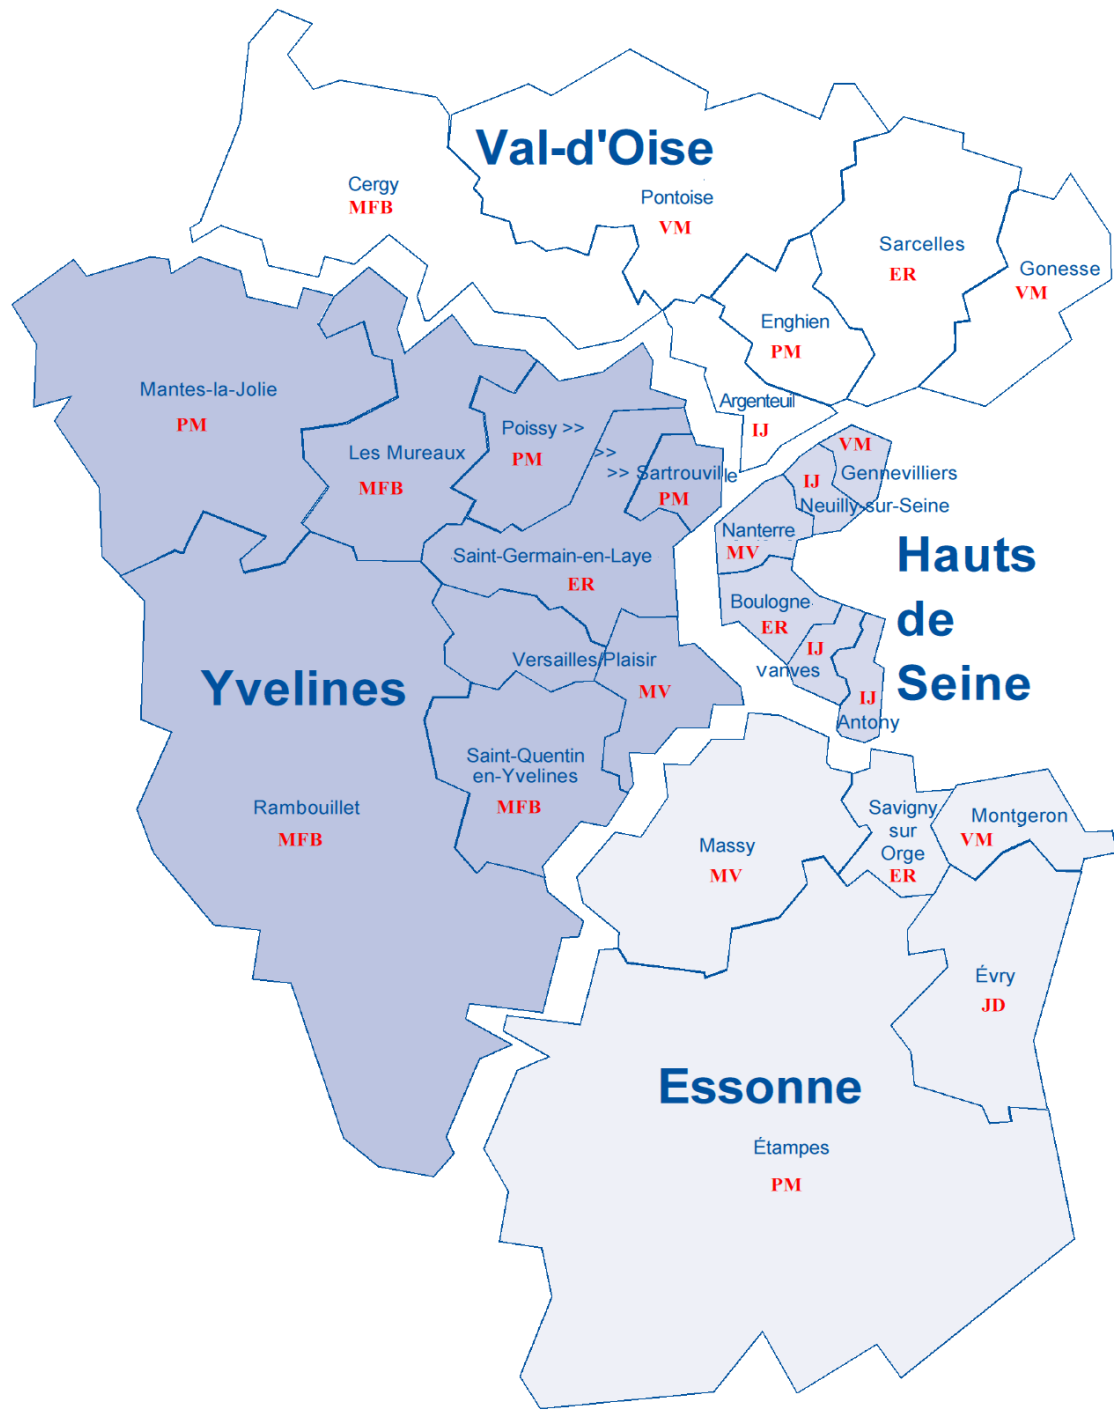 Val-d'Oise
Cergy
MFB
Pontoise
VM
Sarcelles
ER
Gonesse
VM
Enghien
PM
Argenteuil
IJ
Mantes-la-Jolie
PM
Les Mureaux
MFB
Poissy >>
PM
>>
>> Sartrouville
PM
Saint-Germain-en-Laye
ER
Versailles/Plaisir
MV
Yvelines
Saint-Quentin
en-Yvelines
MFB
Rambouillet
MFB
VM
Gennevilliers
IJ
Neuilly-sur-Seine
Nanterre
MV
Boulogne
ER
IJ
vanves
IJ
Antony
Hauts
de
Seine
Massy
MV
Savigny
sur
Orge
ER
Montgeron
VM
Évry
JD
Essonne
Étampes
PM